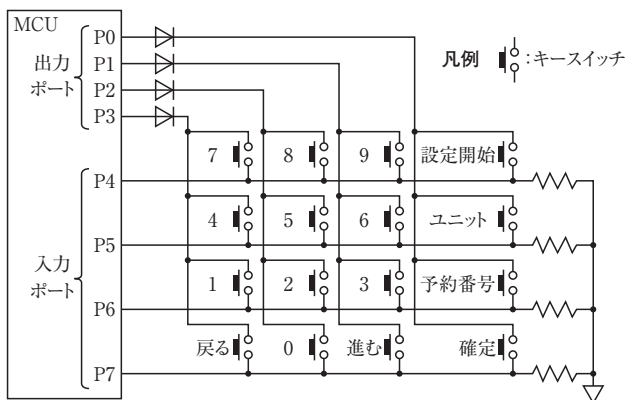 MCU
出力
ポート
P0
P1
P2
P3
凡例 :キースイッチ
7 8 9 設定開始
P4
4 5 6 ユニット
P5
入力
ポート
1 2 3 予約番号
P6
戻る 0 進む 確定
P7